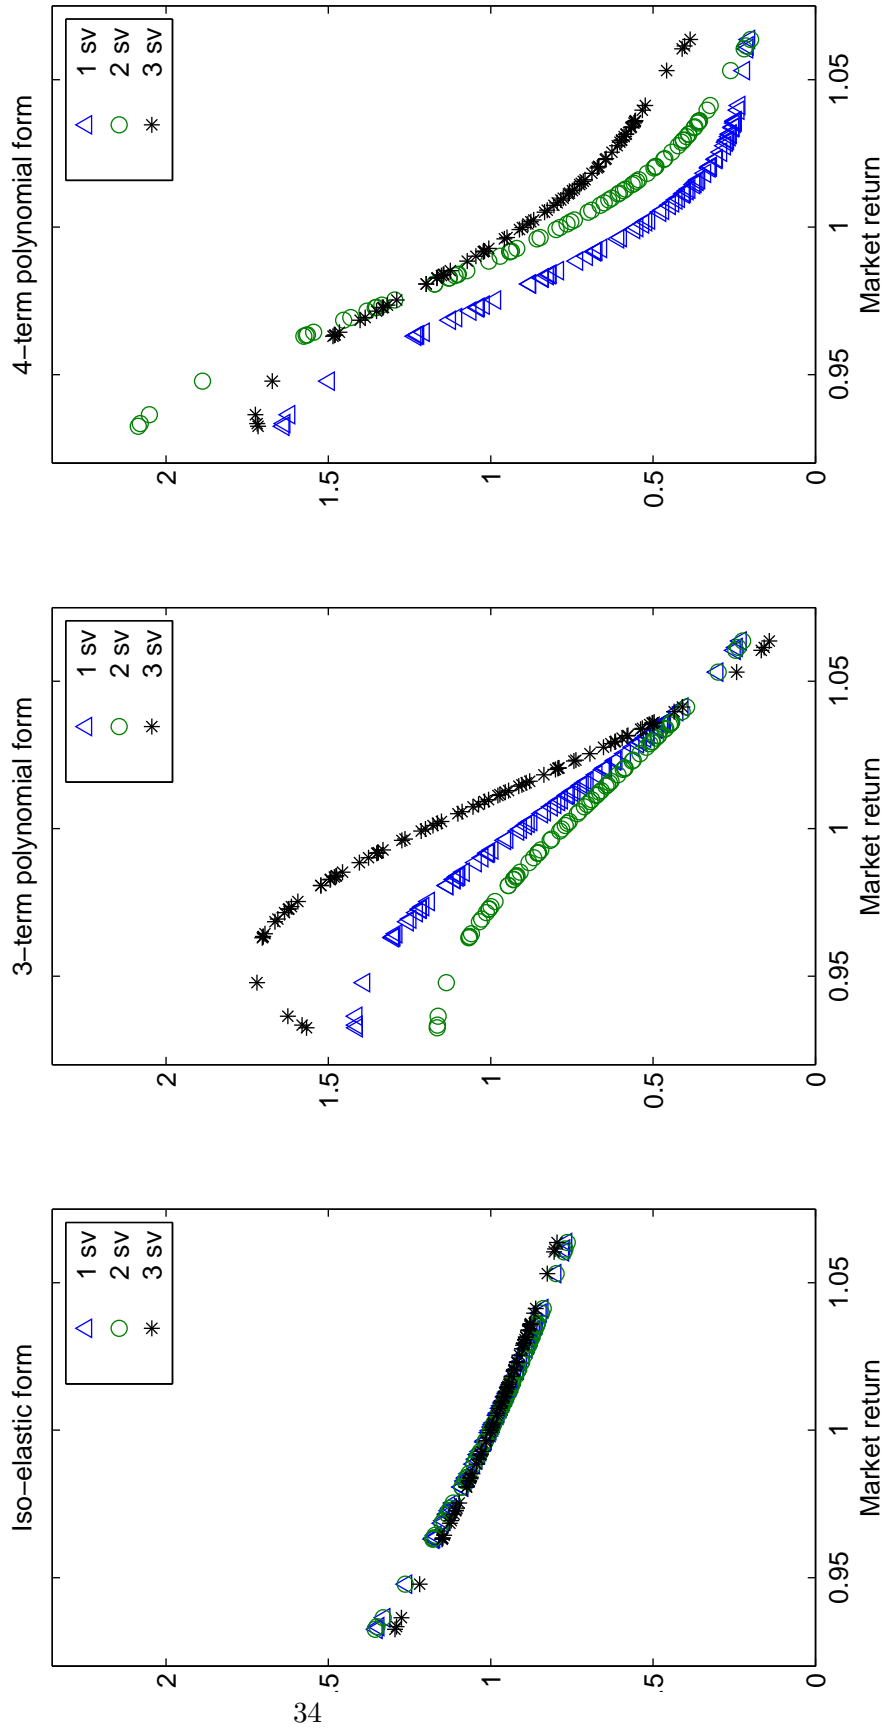 Iso−elastic form
1 sv
2 sv
3 sv
2
.5
1
0.5
0
0.95
1
1.05
Market return
3−term polynomial form
1 sv
2 sv
3 sv
2
1.5
1
0.5
0
0.95
1
1.05
Market return
4−term polynomial form
1 sv
2 sv
3 sv
2
1.5
1
0.5
0
0.95
1
1.05
Market return
34